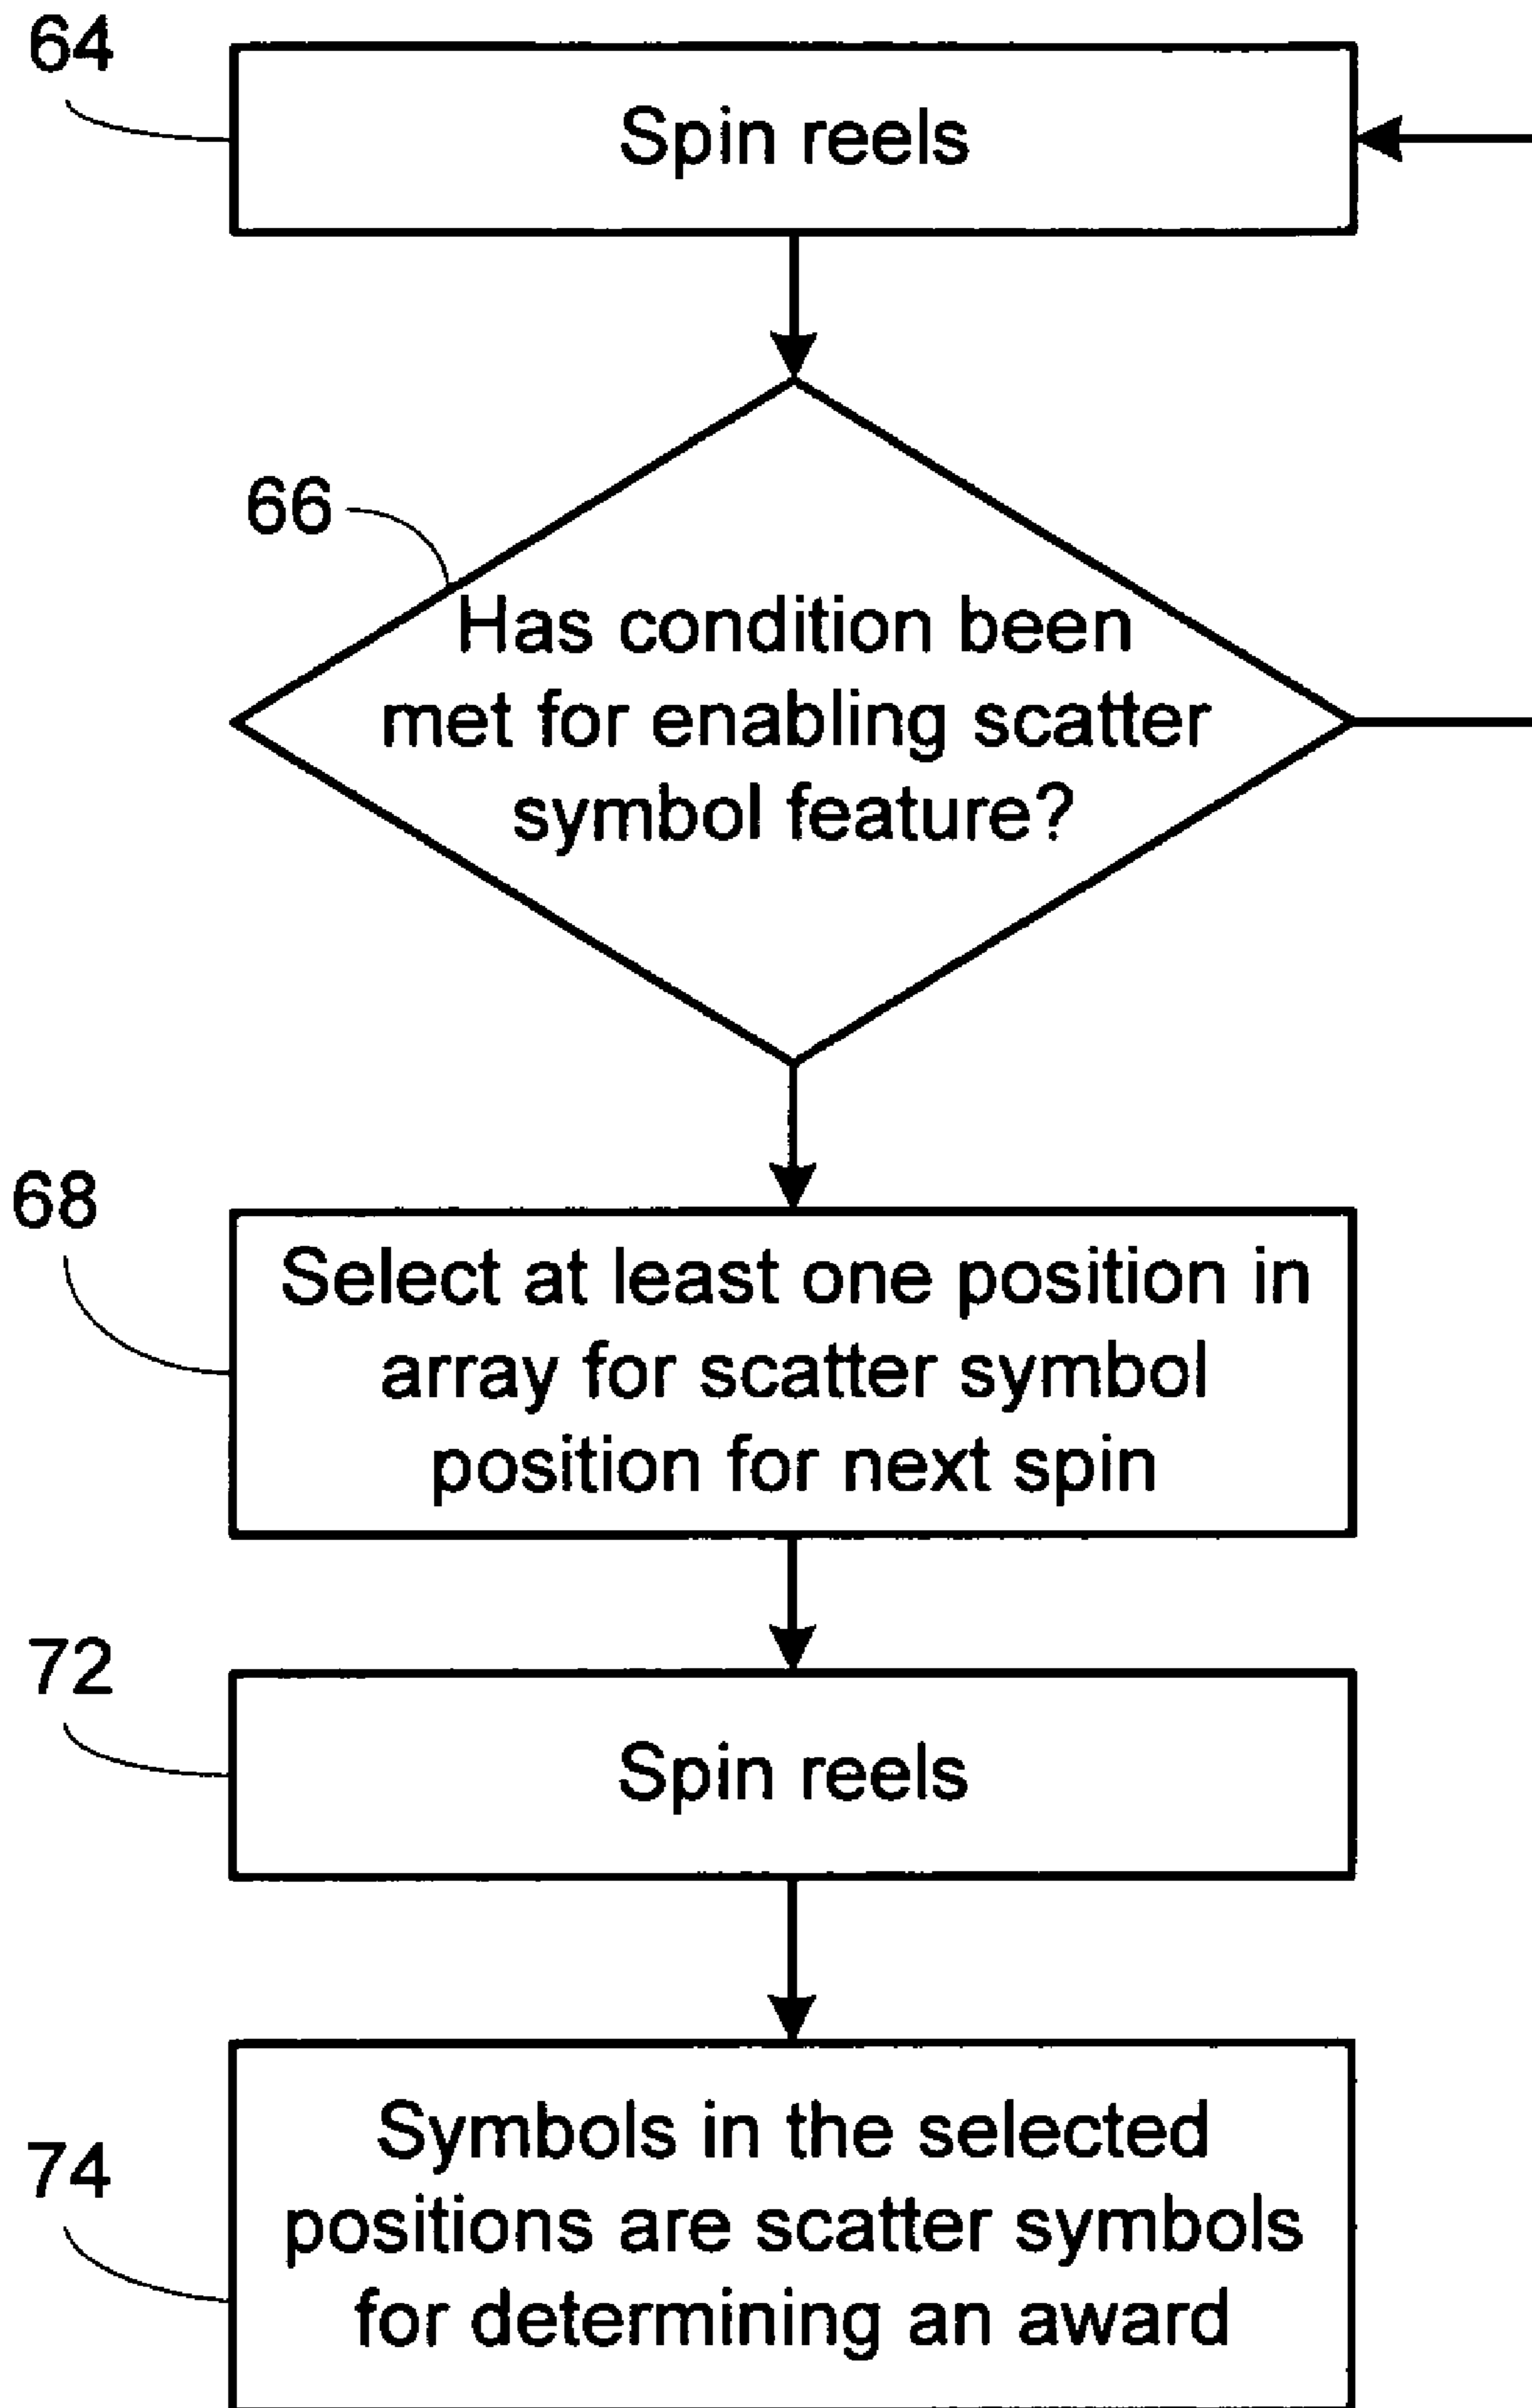 64
Spin reels
66
Has condition been
met for enabling scatter
symbol feature?
68
Select at least one position in
array for scatter symbol
position for next spin
72
Spin reels
74
Symbols in the selected
positions are scatter symbols
for determining an award